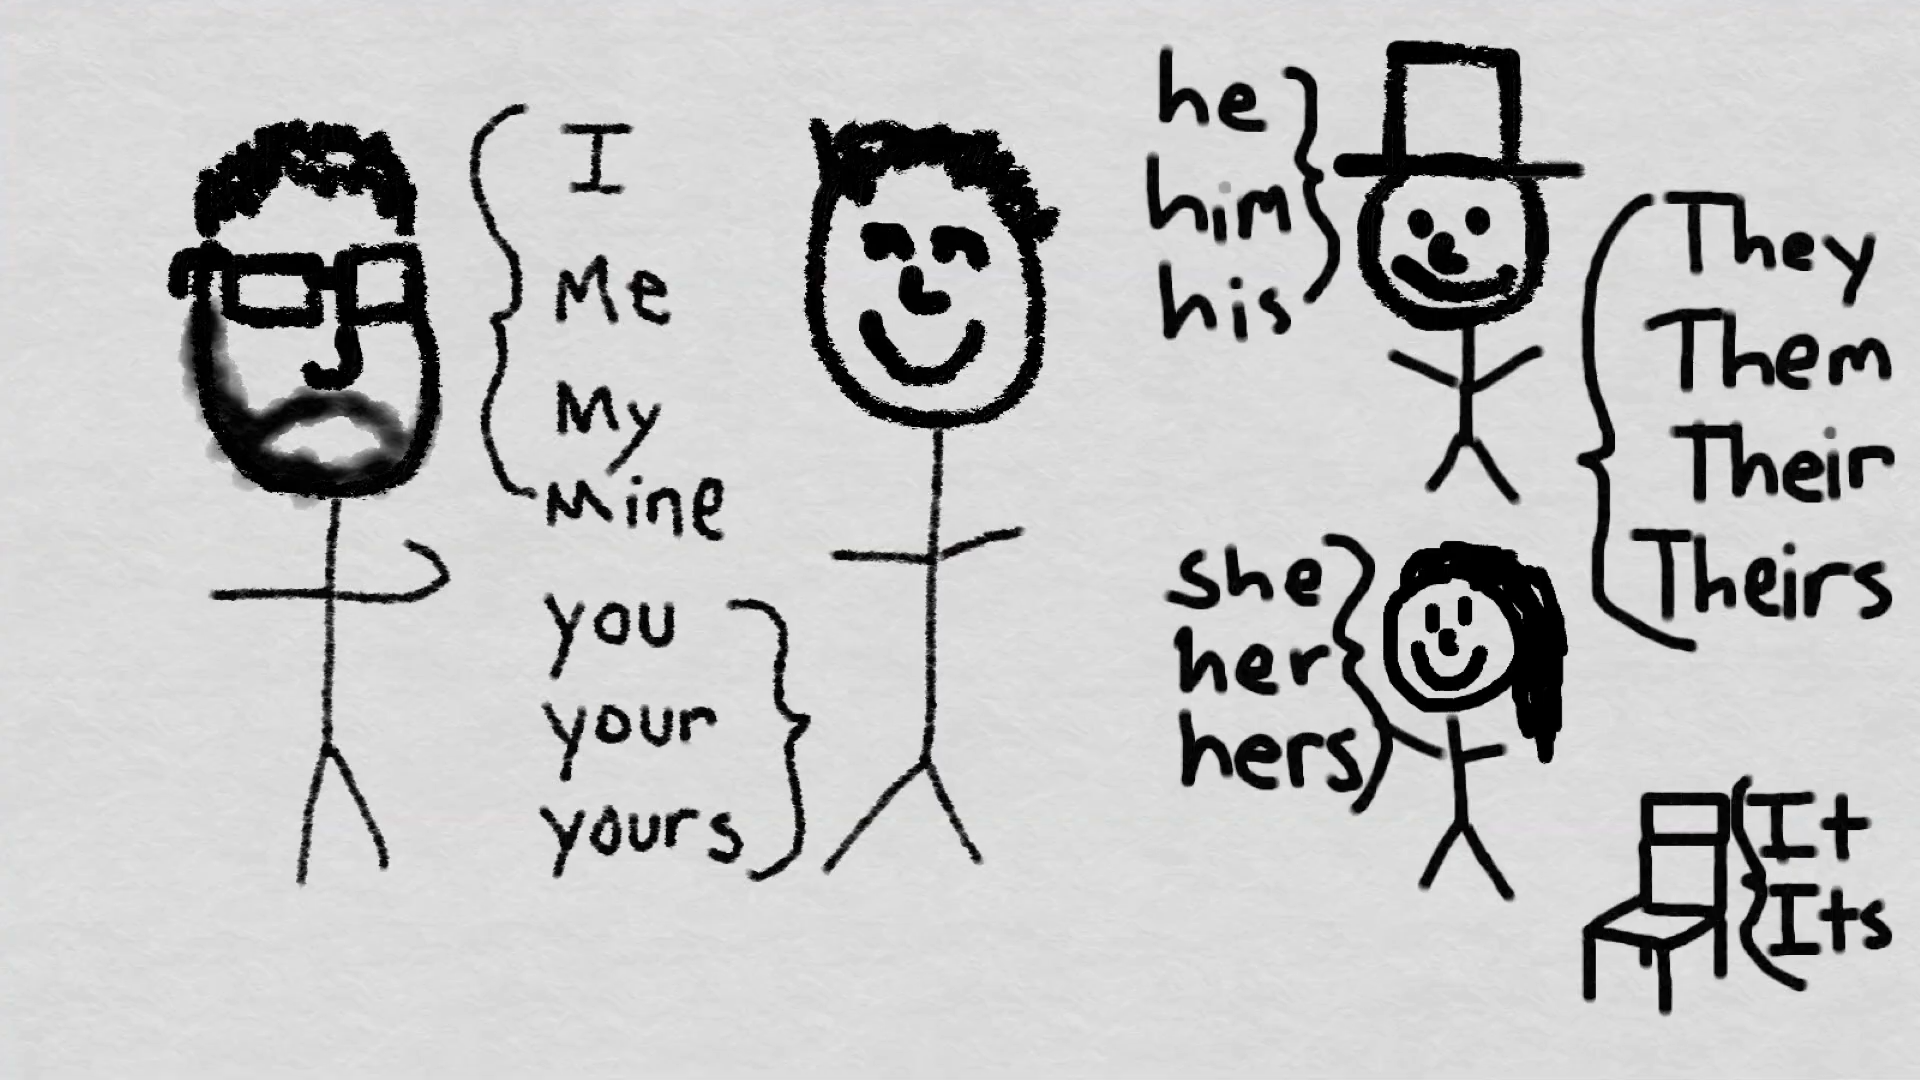 I
Me
My
Mine
you
your
yours
he
him
his
she
her
hers
They
Them
Their
Theirs
It
Its